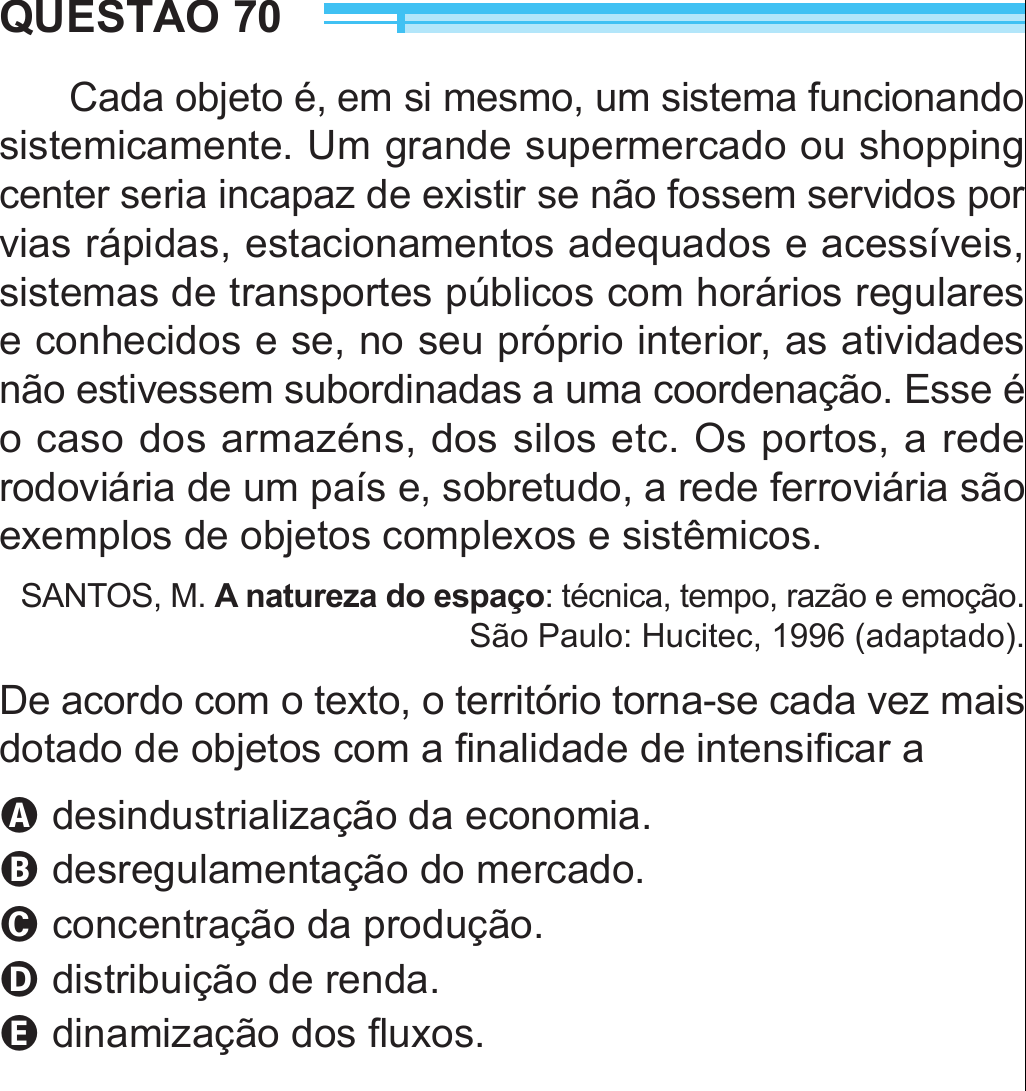 QUESTÃO 70
Cada objeto é, em si mesmo, um sistema funcionando
sistemicamente. Um grande supermercado ou shopping
center seria incapaz de existir se não fossem servidos por
vias rápidas, estacionamentos adequados e acessíveis,
sistemas de transportes públicos com horários regulares
e conhecidos e se, no seu próprio interior, as atividades
não estivessem subordinadas a uma coordenação. Esse é
o caso dos armazéns, dos silos etc. Os portos, a rede
rodoviária de um país e, sobretudo, a rede ferroviária são
exemplos de objetos complexos e sistêmicos.
SANTOS, M. A natureza do espaço: técnica, tempo, razão e emoção.
São Paulo: Hucitec, 1996 (adaptado).
De acordo com o texto, o território torna-se cada vez mais
dotado de objetos com a finalidade de intensificar a
A desindustrialização da economia.
B desregulamentação do mercado.
C concentração da produção.
D distribuição de renda.
E dinamização dos fluxos.